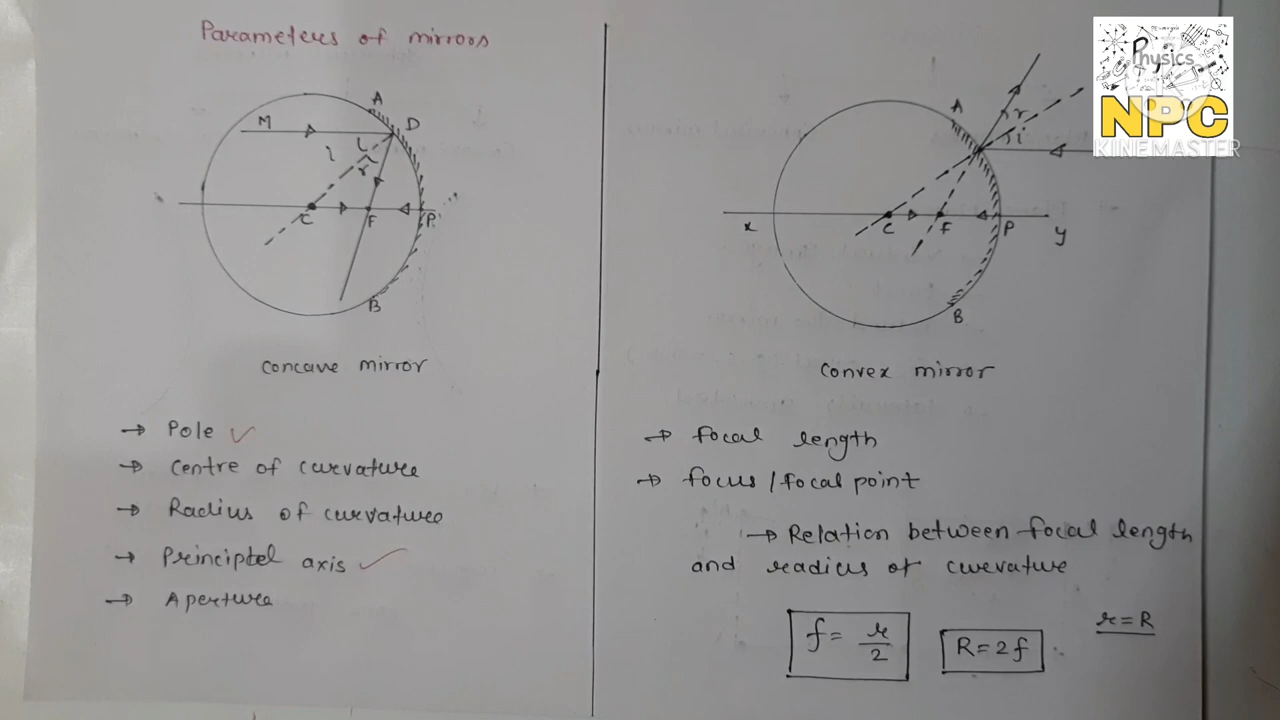 Parameters of mirrors
A
M
D
i
i
r
C
F
P
B
Concave mirror
→ Pole ✓
→ Centre of curvature
→ Radius of curvature
→ Principtel axis ✓
→ Aperture
Physics
NPC
KINEMASTER
A
r
i
x
C
F
P
y
B
Convex mirror
→ focal length
→ focus / focal point
→ Relation between focal length
and radius of curvature
f = r/2
R = 2f
r = R